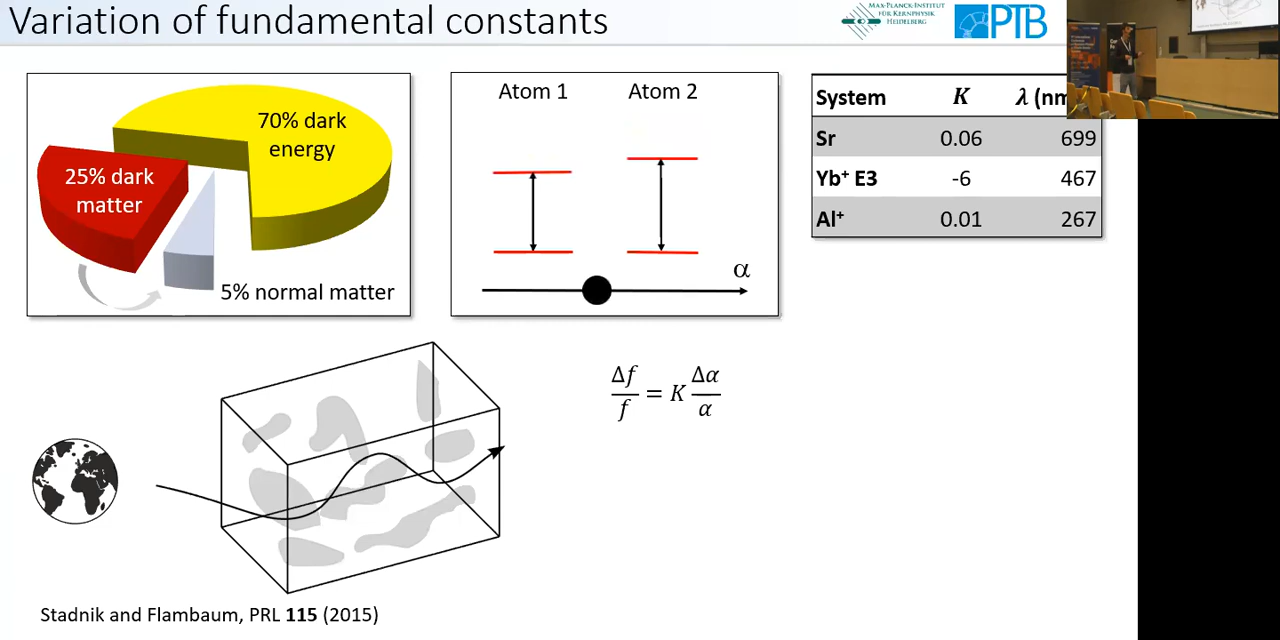 Variation of fundamental constants
MAX-PLANCK-INSTITUT
FÜR KERNPHYSIK
HEIDELBERG
PTB
70% dark
energy
25% dark
matter
5% normal matter
Atom 1 Atom 2
α
System K λ (nm
Sr 0.06 699
Yb⁺ E3 -6 467
Al⁺ 0.01 267
Δf/f = K Δα/α
Stadnik and Flambaum, PRL 115 (2015)